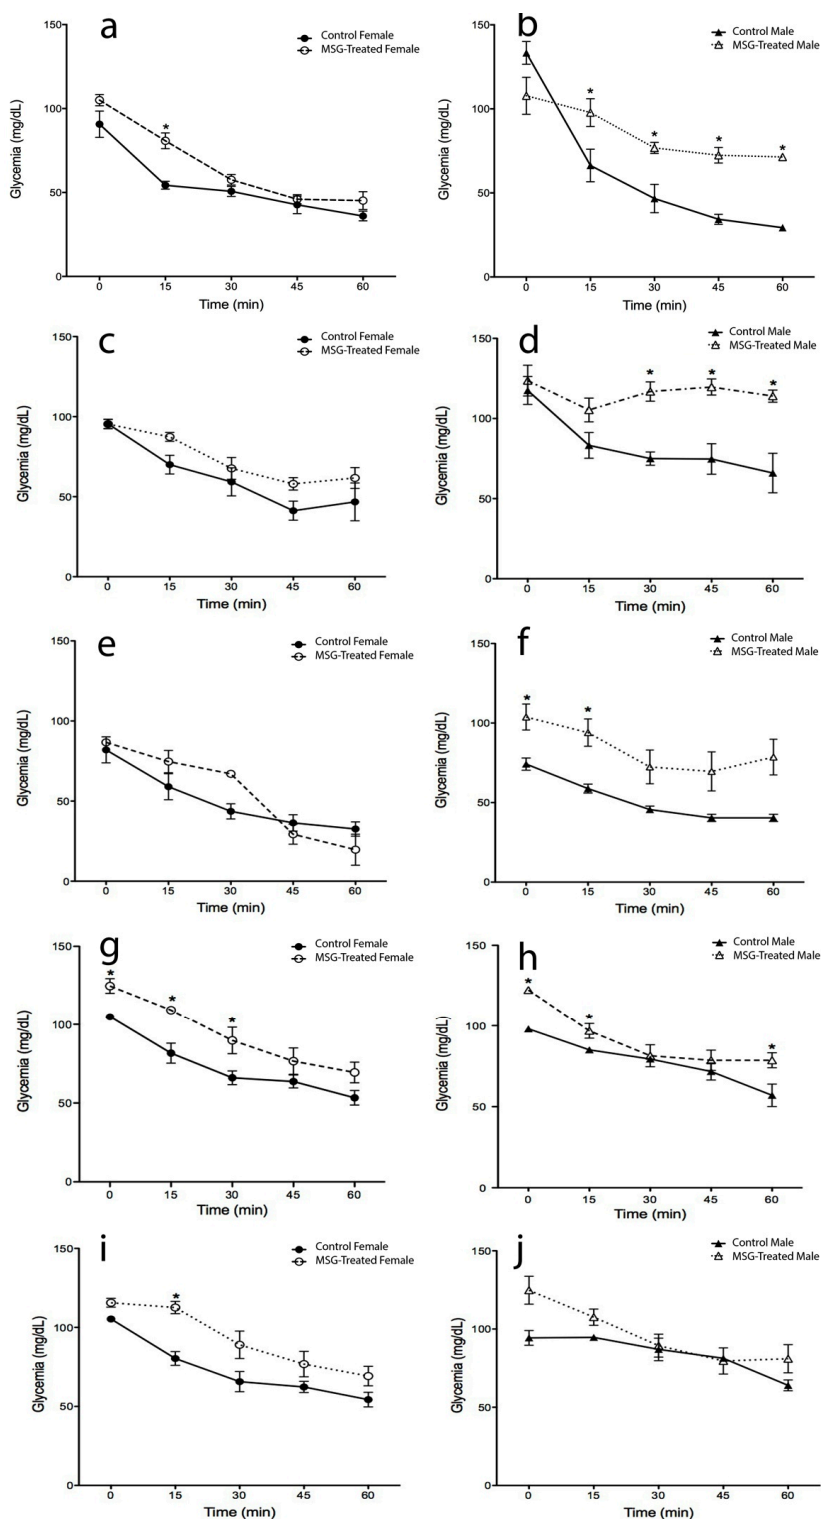 a
Control Female
MSG-Treated Female
Glycemia (mg/dL)
150
100
50
0
*
0 15 30 45 60
Time (min)
b
Control Male
MSG-Treated Male
Glycemia (mg/dL)
150
100
50
0
* * * *
0 15 30 45 60
Time (min)
c
Control Female
MSG-Treated Female
Glycemia (mg/dL)
150
100
50
0
0 15 30 45 60
Time (min)
d
Control Male
MSG-Treated Male
Glycemia (mg/dL)
150
100
50
0
* * *
0 15 30 45 60
Time (min)
e
Control Female
MSG-Treated Female
Glycemia (mg/dL)
150
100
50
0
0 15 30 45 60
Time (min)
f
Control Male
MSG-Treated Male
Glycemia (mg/dL)
150
100
50
0
* *
0 15 30 45 60
Time (min)
g
Control Female
MSG-Treated Female
Glycemia (mg/dL)
150
100
50
0
* * *
0 15 30 45 60
Time (min)
h
Control Male
MSG-Treated Male
Glycemia (mg/dL)
150
100
50
0
* * *
0 15 30 45 60
Time (min)
i
Control Female
MSG-Treated Female
Glycemia (mg/dL)
150
100
50
0
*
0 15 30 45 60
Time (min)
j
Control Male
MSG-Treated Male
Glycemia (mg/dL)
150
100
50
0
0 15 30 45 60
Time (min)